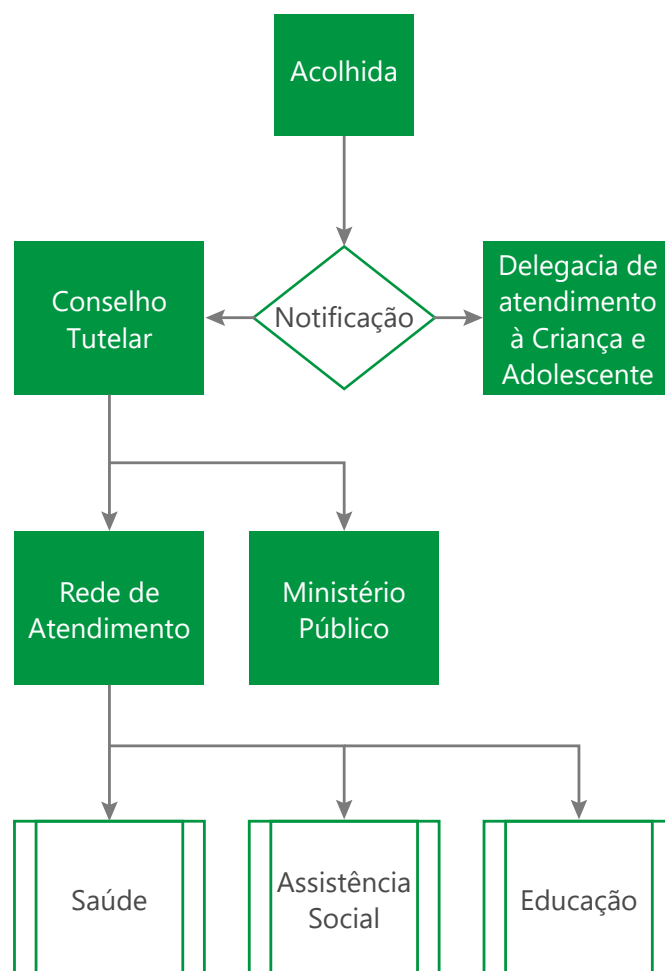 Acolhida
Conselho
Tutelar
Notificação
Delegacia de
atendimento
à Criança e
Adolescente
Rede de
Atendimento
Ministério
Público
Saúde
Assistência
Social
Educação